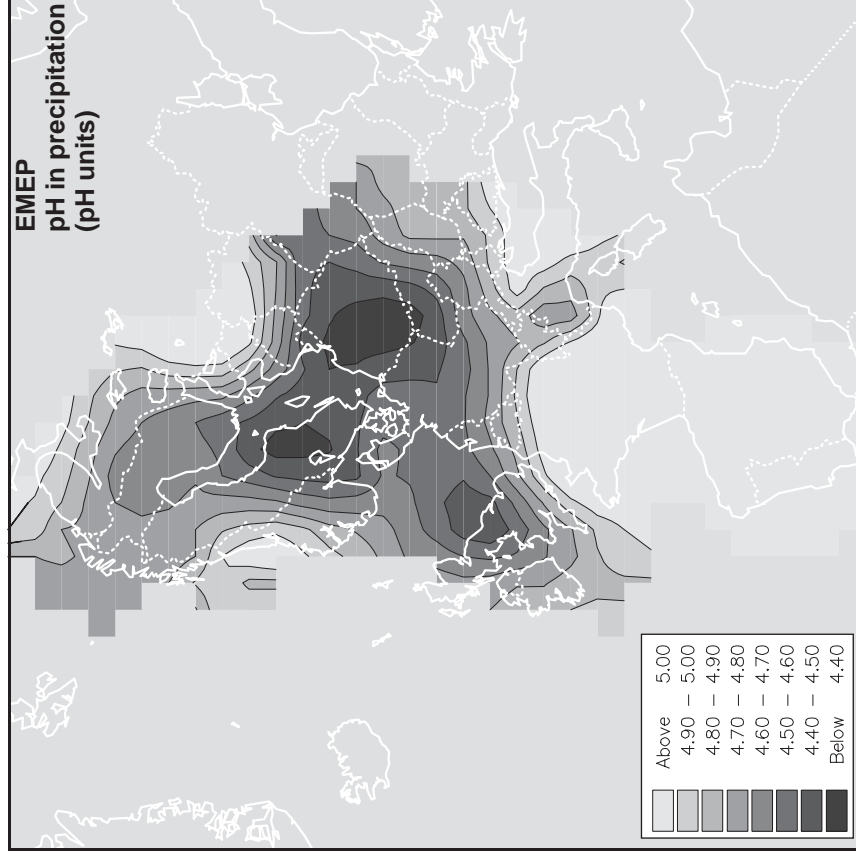 EMEP
pH in precipitation
(pH units)
Above 5.00
4.90 – 5.00
4.80 – 4.90
4.70 – 4.80
4.60 – 4.70
4.50 – 4.60
4.40 – 4.50
Below 4.40